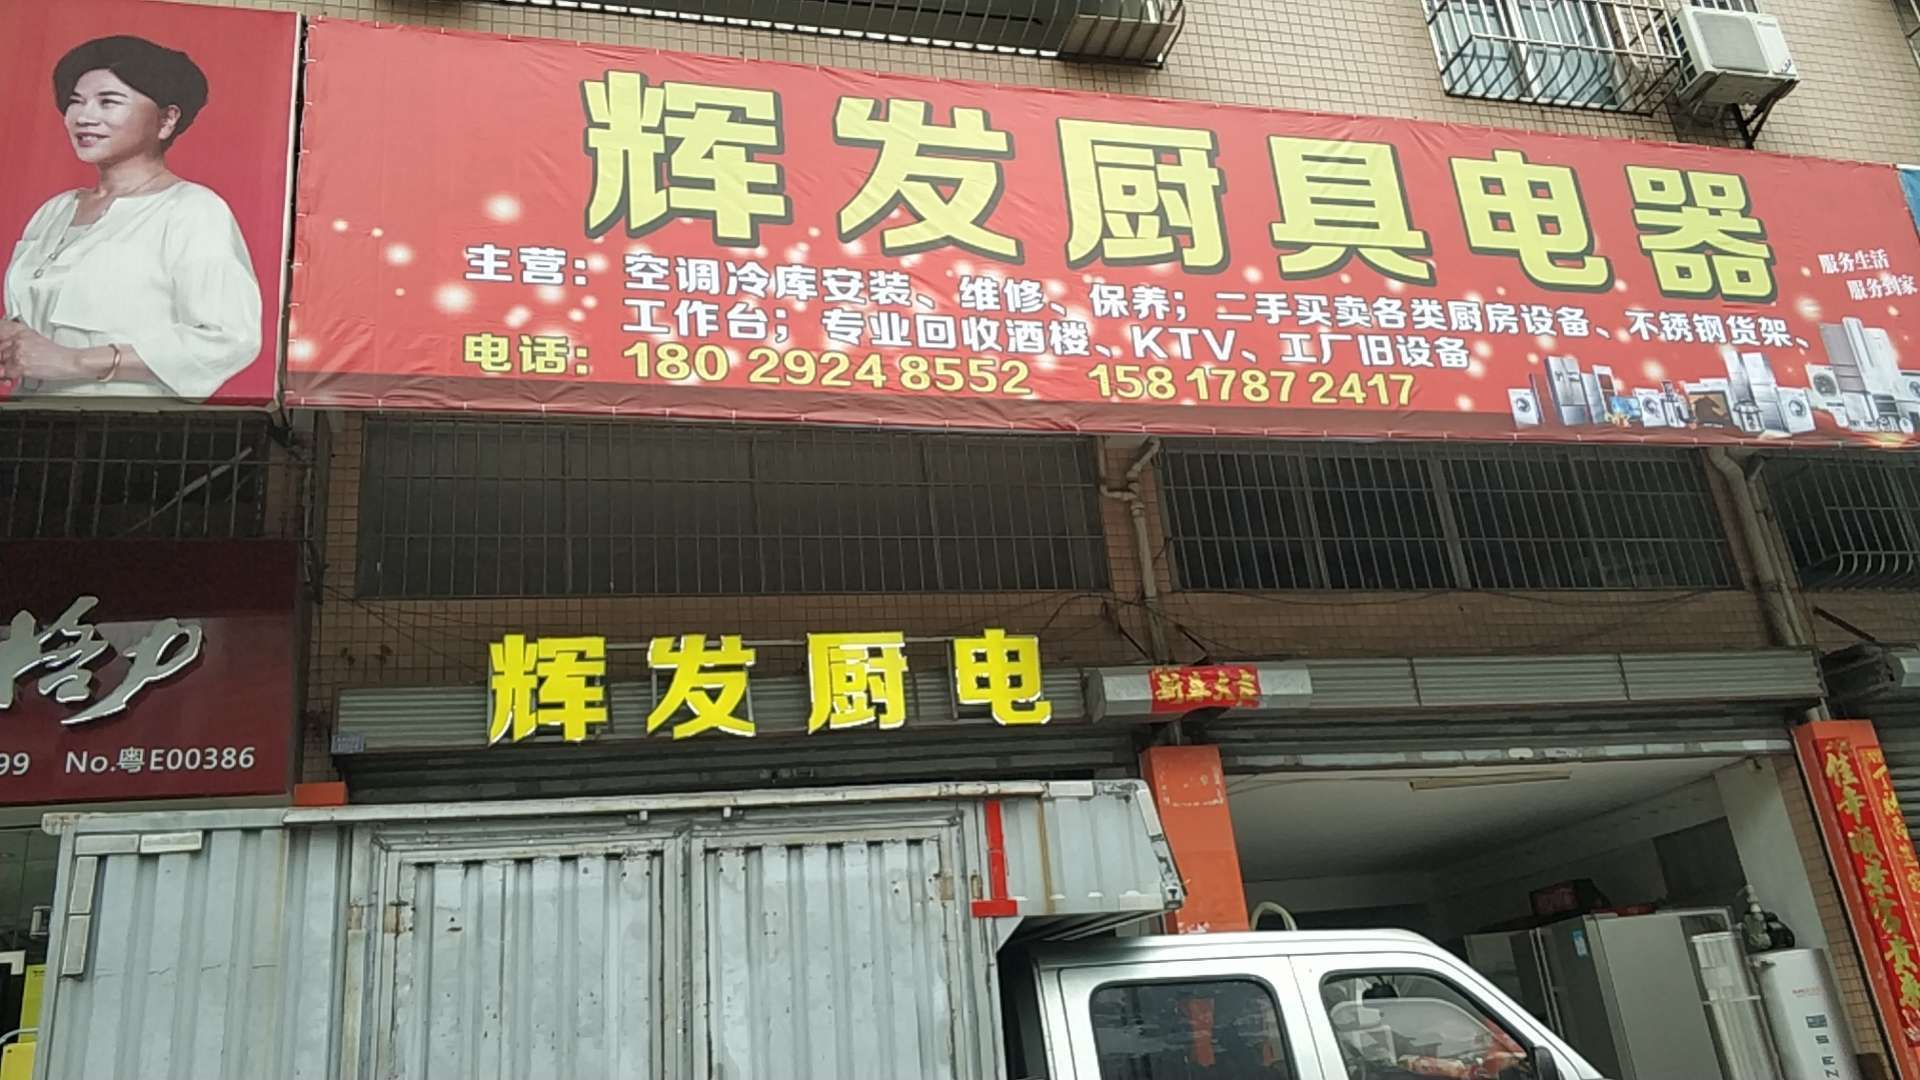 辉发厨具电器
服务生活
服务到家
主营：空调冷库安装、维修、保养；二手买卖各类厨房设备、不锈钢货架、
工作台；专业回收酒楼、KTV、工厂旧设备
电话：180 2924 8552 158 1787 2417
辉发厨电
新年大吉
99 No.粤E00386